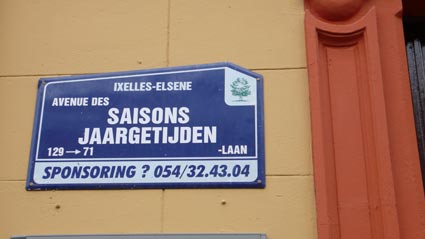 IXELLES-ELSENE
AVENUE DES
SAISONS
JAARGETIJDEN
129 → 71 -LAAN
SPONSORING ? 054/32.43.04